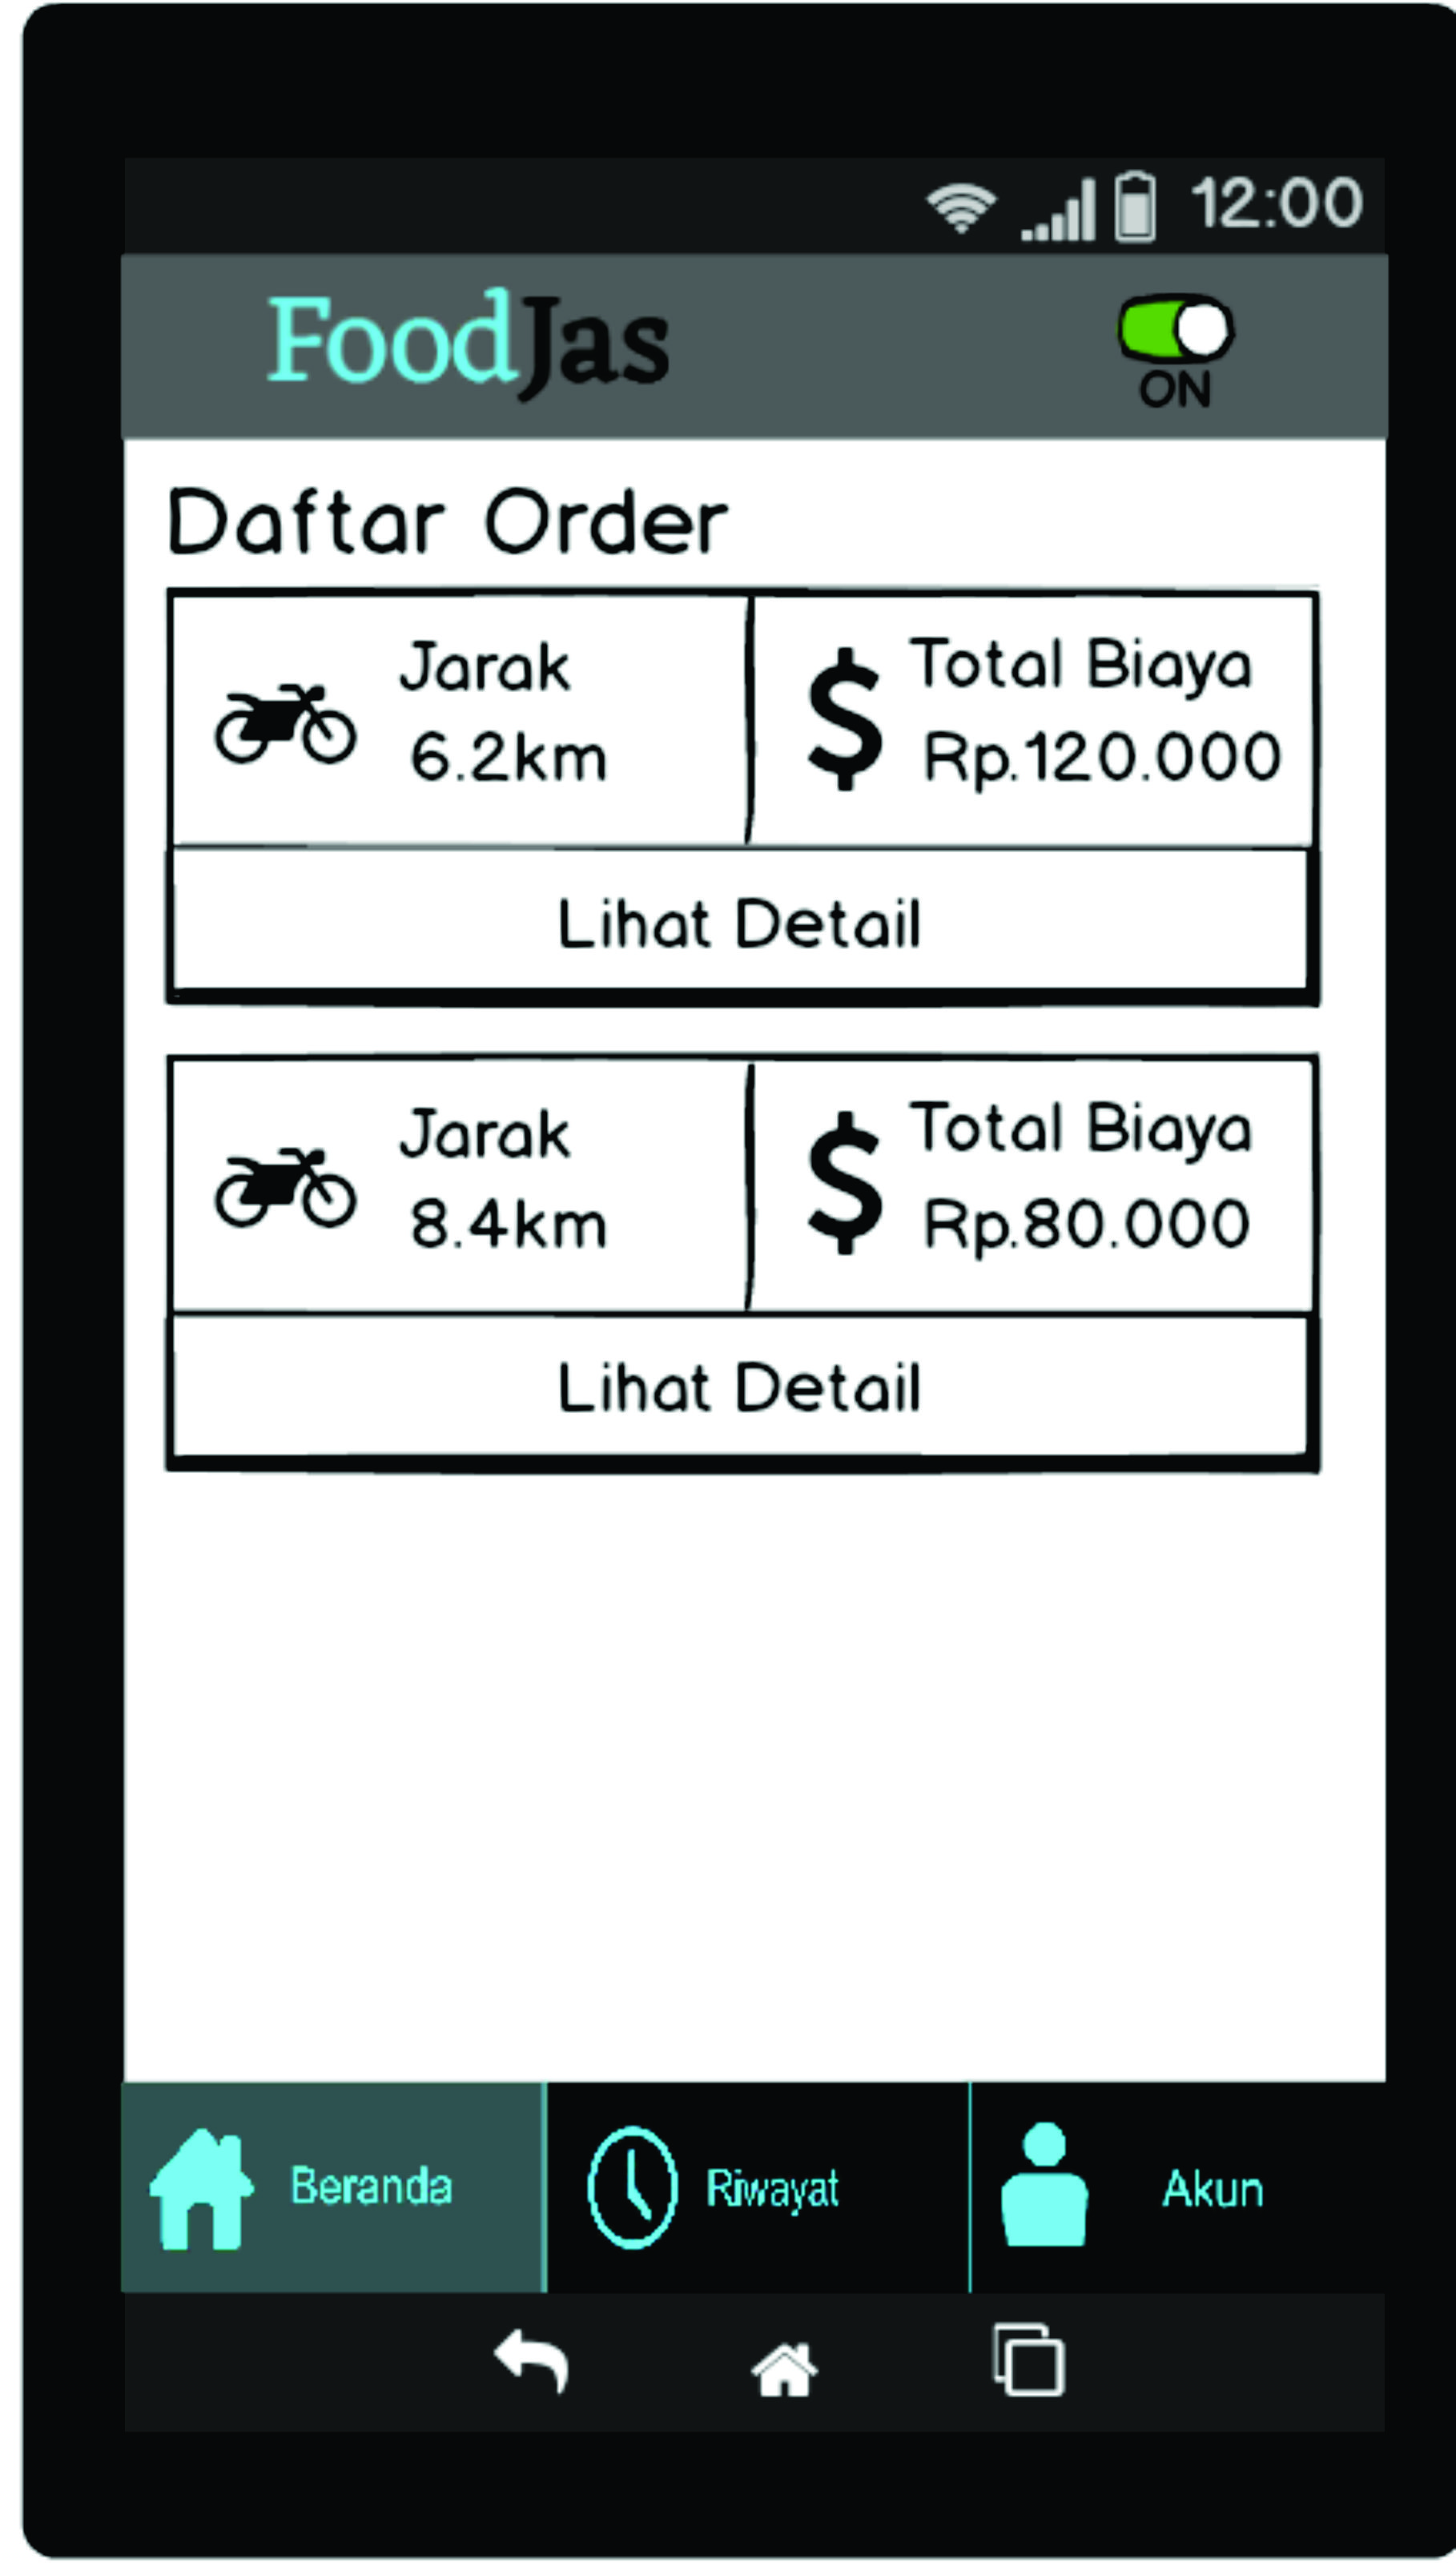 12:00
FoodJas
ON
Daftar Order
Jarak
6.2km
Total Biaya
Rp.120.000
Lihat Detail
Jarak
8.4km
Total Biaya
Rp.80.000
Lihat Detail
Beranda
Riwayat
Akun